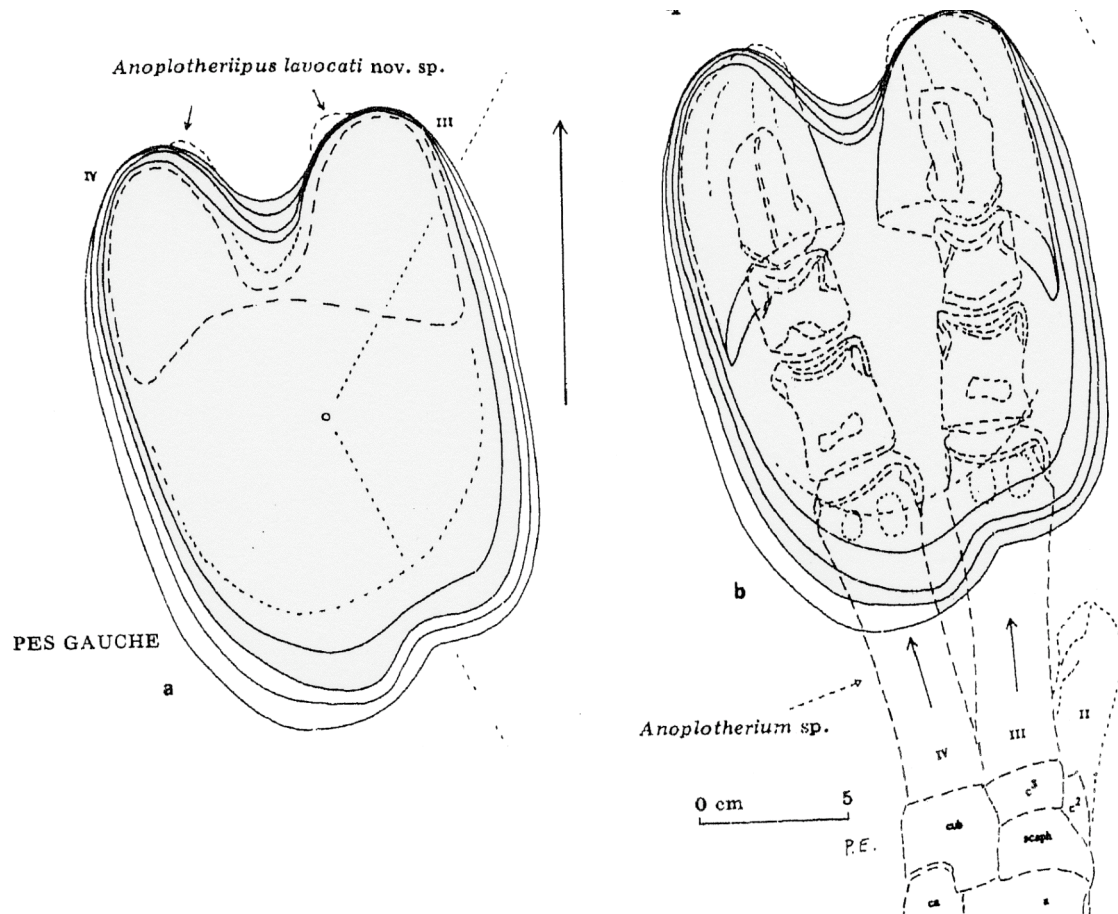 Anoplotheriipus lavocati nov. sp.
III
IV
PES GAUCHE
a
b
Anoplotherium sp.
II
III
IV
0 cm 5
c³
c²
P.E.
cub
scaph
ca
a